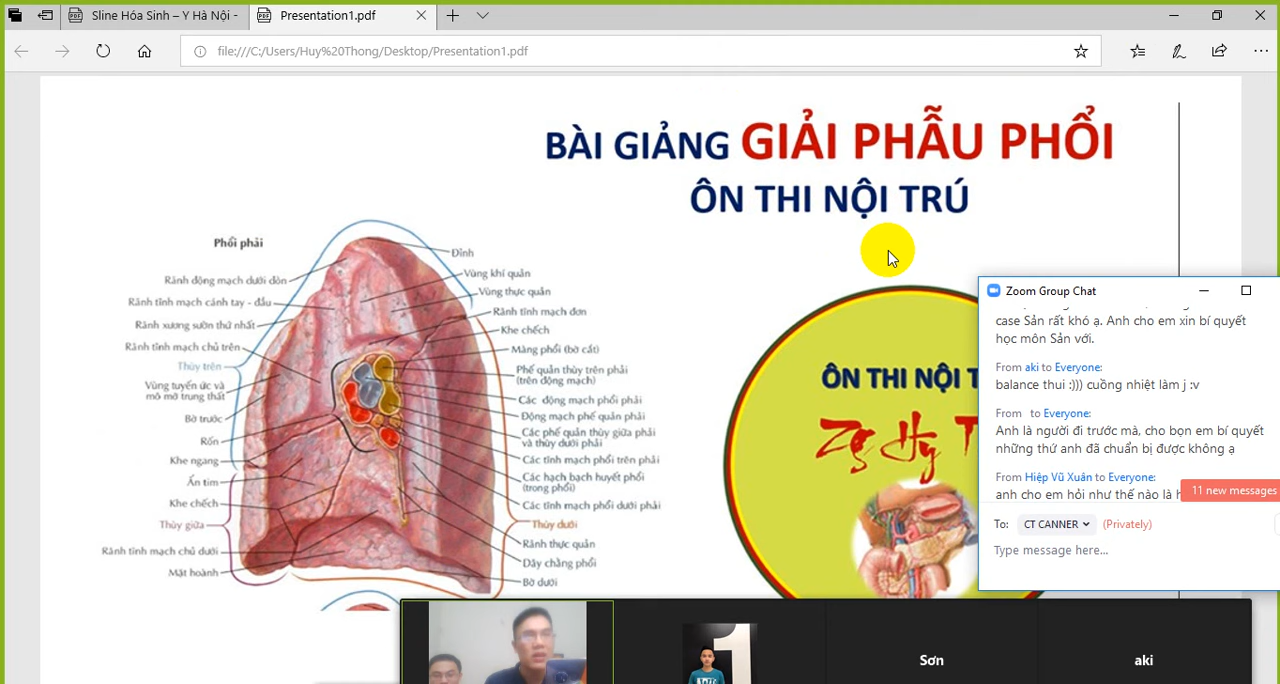 Sline Hóa Sinh – Y Hà Nội -
Presentation1.pdf
file:///C:/Users/Huy%20Thong/Desktop/Presentation1.pdf
BÀI GIẢNG GIẢI PHẪU PHỔI
ÔN THI NỘI TRÚ
Phổi phải
Rãnh động mạch dưới đòn
Rãnh tĩnh mạch cánh tay - đầu
Rãnh xương sườn thứ nhất
Rãnh tĩnh mạch chủ trên
Thùy trên
Vùng tuyến ức và
mô mỡ trung thất
Bờ trước
Rốn
Khe ngang
Ấn tim
Khe chếch
Thùy giữa
Rãnh tĩnh mạch chủ dưới
Mặt hoành
Đỉnh
Vùng khí quản
Vùng thực quản
Rãnh tĩnh mạch đơn
Khe chếch
Màng phổi (bờ cắt)
Phế quản thùy trên phải
(trên động mạch)
Các động mạch phổi phải
Động mạch phế quản phải
Các phế quản thùy giữa phải
và thùy dưới phải
Các tĩnh mạch phổi trên phải
Các hạch bạch huyết phổi
(trong phổi)
Các tĩnh mạch phổi dưới phải
Thùy dưới
Rãnh thực quản
Dây chằng phổi
Bờ dưới
ÔN THI NỘI T
Zoom Group Chat
case Sản rất khó ạ. Anh cho em xin bí quyết
học môn Sản với.
From aki to Everyone:
balance thui :))) cuồng nhiệt làm j :v
From to Everyone:
Anh là người đi trước mà, cho bọn em bí quyết
những thứ anh đã chuẩn bị được không ạ
From Hiệp Vũ Xuân to Everyone:
anh cho em hỏi như thế nào là
11 new messages
To: CT CANNER (Privately)
Type message here...
Sơn
aki